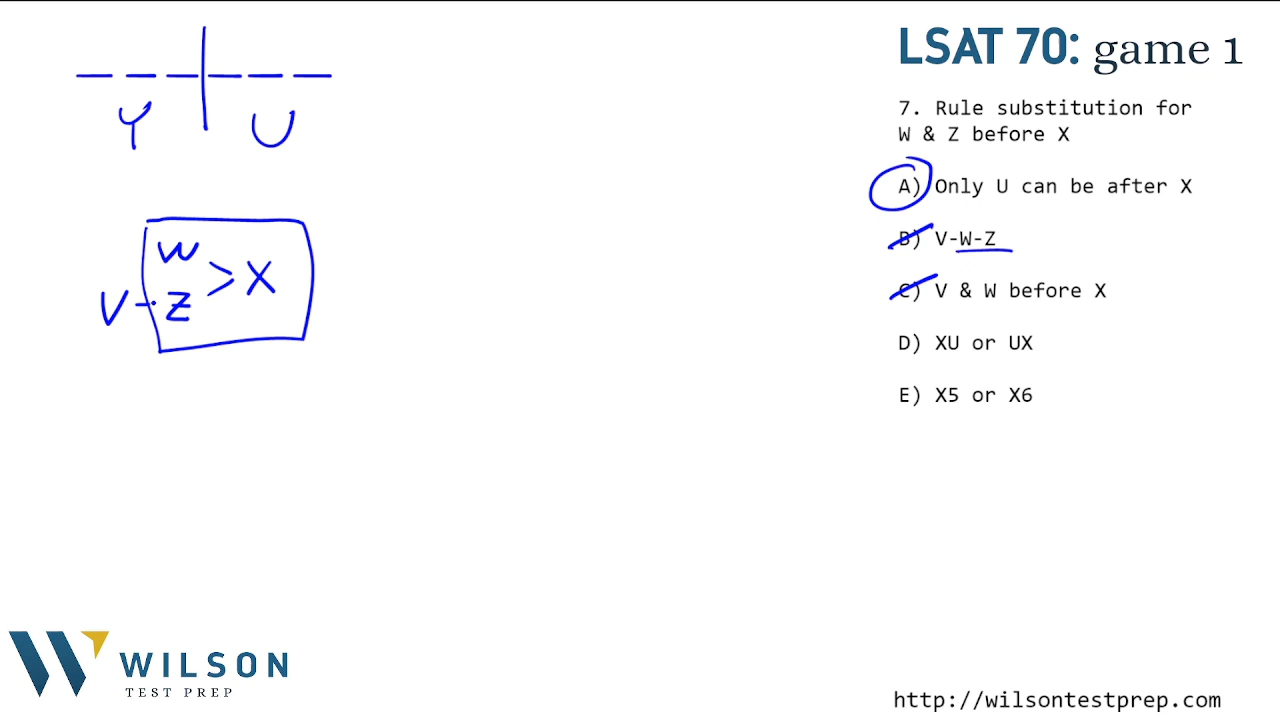 LSAT 70: game 1
7. Rule substitution for
W & Z before X
A) Only U can be after X
B) V-W-Z
C) V & W before X
D) XU or UX
E) X5 or X6
Y U
W
V - Z > X
WILSON
TEST PREP
http://wilsontestprep.com